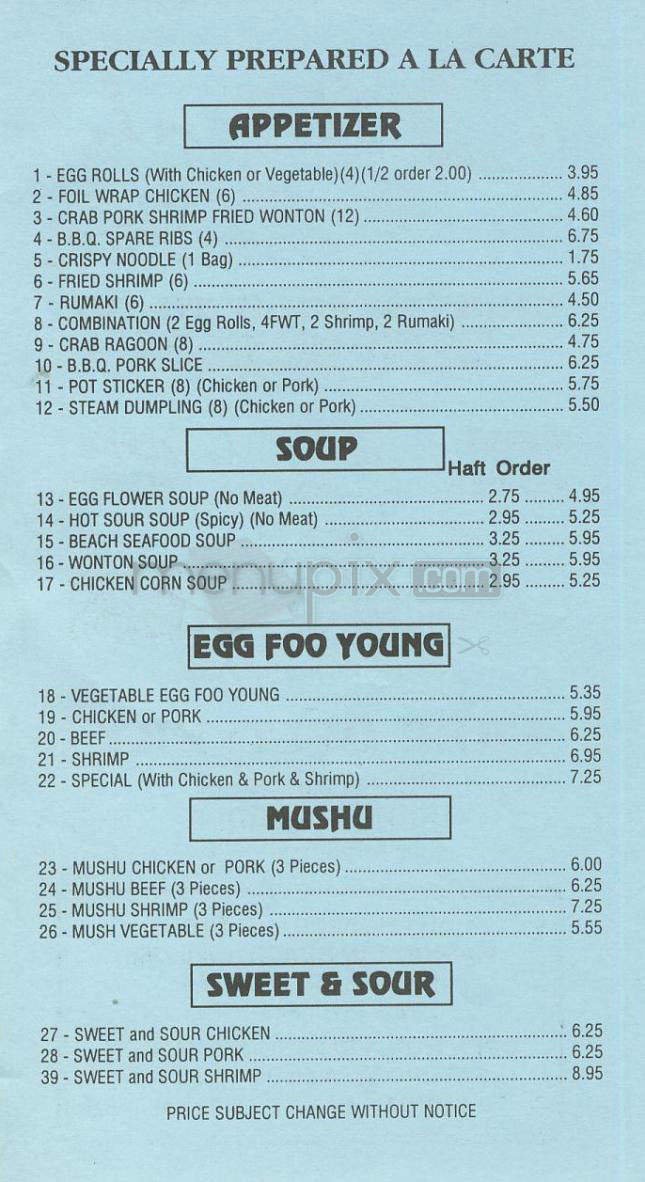 SPECIALLY PREPARED A LA CARTE
APPETIZER
1 - EGG ROLLS (With Chicken or Vegetable)(4)(1/2 order 2.00) ................. 3.95
2 - FOIL WRAP CHICKEN (6) ................. 4.85
3 - CRAB PORK SHRIMP FRIED WONTON (12) ................. 4.60
4 - B.B.Q. SPARE RIBS (4) ................. 6.75
5 - CRISPY NOODLE (1 Bag) ................. 1.75
6 - FRIED SHRIMP (6) ................. 5.65
7 - RUMAKI (6) ................. 4.50
8 - COMBINATION (2 Egg Rolls, 4FWT, 2 Shrimp, 2 Rumaki) ................. 6.25
9 - CRAB RAGOON (8) ................. 4.75
10 - B.B.Q. PORK SLICE ................. 6.25
11 - POT STICKER (8) (Chicken or Pork) ................. 5.75
12 - STEAM DUMPLING (8) (Chicken or Pork) ................. 5.50
SOUP
Haft Order
13 - EGG FLOWER SOUP (No Meat) ................. 2.75 ........ 4.95
14 - HOT SOUR SOUP (Spicy) (No Meat) ................. 2.95 ........ 5.25
15 - BEACH SEAFOOD SOUP ................. 3.25 ........ 5.95
16 - WONTON SOUP ................. 3.25 ........ 5.95
17 - CHICKEN CORN SOUP ................. 2.95 ........ 5.25
menupix.com
EGG FOO YOUNG
18 - VEGETABLE EGG FOO YOUNG ................. 5.35
19 - CHICKEN or PORK ................. 5.95
20 - BEEF ................. 6.25
21 - SHRIMP ................. 6.95
22 - SPECIAL (With Chicken & Pork & Shrimp) ................. 7.25
MUSHU
23 - MUSHU CHICKEN or PORK (3 Pieces) ................. 6.00
24 - MUSHU BEEF (3 Pieces) ................. 6.25
25 - MUSHU SHRIMP (3 Pieces) ................. 7.25
26 - MUSH VEGETABLE (3 Pieces) ................. 5.55
SWEET & SOUR
27 - SWEET and SOUR CHICKEN ................. 6.25
28 - SWEET and SOUR PORK ................. 6.25
39 - SWEET and SOUR SHRIMP ................. 8.95
PRICE SUBJECT CHANGE WITHOUT NOTICE